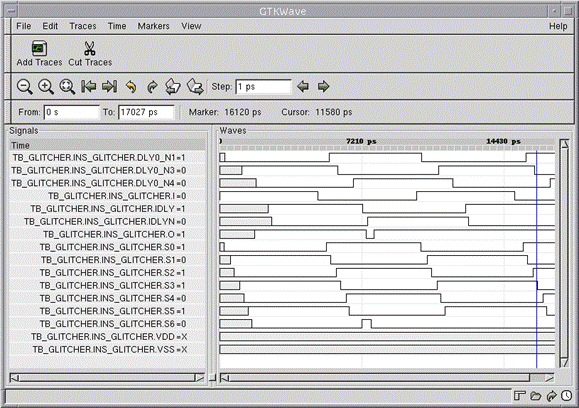 GTKWave
File Edit Traces Time Markers View Help
Add Traces Cut Traces
Step: 1 ps
From: 0 s To: 17027 ps Marker: 16120 ps Cursor: 11580 ps
Signals Waves
Time
7210 ps 14430 ps
TB_GLITCHER.INS_GLITCHER.DLY0_N1=1
TB_GLITCHER.INS_GLITCHER.DLY0_N3=0
TB_GLITCHER.INS_GLITCHER.DLY0_N4=0
TB_GLITCHER.INS_GLITCHER.I=0
TB_GLITCHER.INS_GLITCHER.IDLY=1
TB_GLITCHER.INS_GLITCHER.IDLYN=0
TB_GLITCHER.INS_GLITCHER.O=1
TB_GLITCHER.INS_GLITCHER.S0=1
TB_GLITCHER.INS_GLITCHER.S1=0
TB_GLITCHER.INS_GLITCHER.S2=1
TB_GLITCHER.INS_GLITCHER.S3=1
TB_GLITCHER.INS_GLITCHER.S4=0
TB_GLITCHER.INS_GLITCHER.S5=1
TB_GLITCHER.INS_GLITCHER.S6=0
TB_GLITCHER.INS_GLITCHER.VDD=X
TB_GLITCHER.INS_GLITCHER.VSS=X